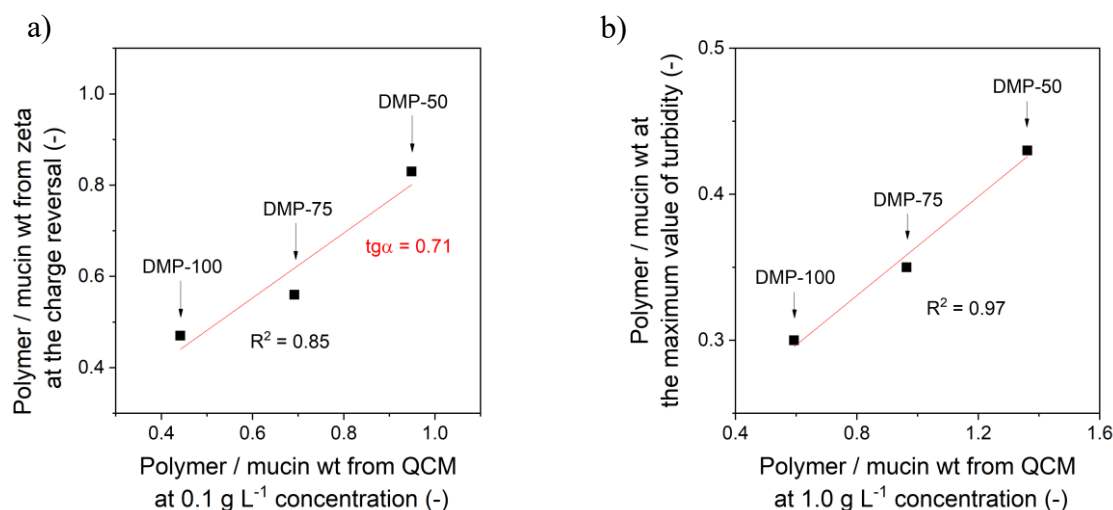 a)
Polymer / mucin wt from zeta
at the charge reversal (-)
1.0
0.8
0.6
0.4
DMP-50
DMP-75
DMP-100
tgα = 0.71
R² = 0.85
0.4 0.6 0.8 1.0
Polymer / mucin wt from QCM
at 0.1 g L⁻¹ concentration (-)
b)
Polymer / mucin wt at
the maximum value of turbidity (-)
0.5
0.4
0.3
DMP-50
DMP-75
DMP-100
R² = 0.97
0.4 0.8 1.2 1.6
Polymer / mucin wt from QCM
at 1.0 g L⁻¹ concentration (-)